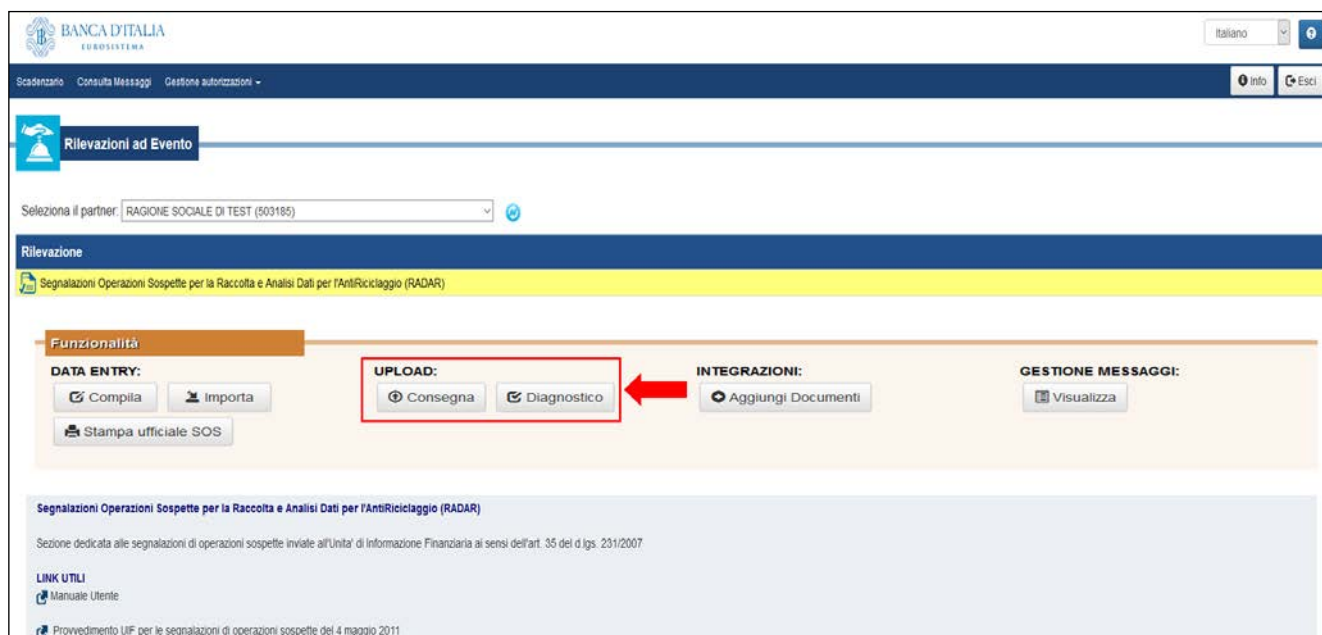 BANCA D'ITALIA
EUROSISTEMA
Italiano
Scadenzario Consulta Messaggi Gestione autorizzazioni
Info Esci
Rilevazioni ad Evento
Seleziona il partner: RAGIONE SOCIALE DI TEST (503185)
Rilevazione
Segnalazioni Operazioni Sospette per la Raccolta e Analisi Dati per l'AntiRiciclaggio (RADAR)
Funzionalità
DATA ENTRY: UPLOAD: INTEGRAZIONI: GESTIONE MESSAGGI:
Compila Importa Consegna Diagnostico Aggiungi Documenti Visualizza
Stampa ufficiale SOS
Segnalazioni Operazioni Sospette per la Raccolta e Analisi Dati per l'AntiRiciclaggio (RADAR)
Sezione dedicata alle segnalazioni di operazioni sospette inviate all'Unita' di Informazione Finanziaria ai sensi dell'art. 35 del d.lgs. 231/2007
LINK UTILI
Manuale Utente
Provvedimento UIF per le segnalazioni di operazioni sospette del 4 maggio 2011